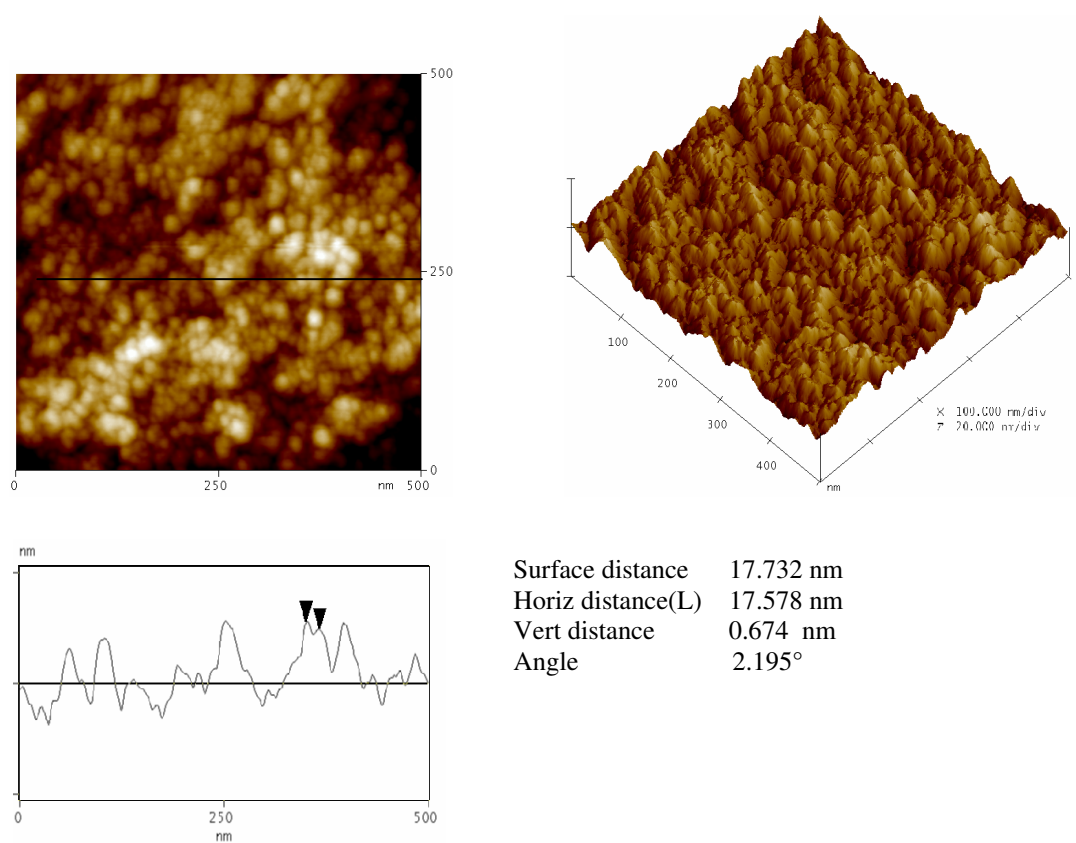 500
250
0
0
250
nm
500
100
200
300
400
nm
X 100.000 nm/div
Z 20.000 nm/div
nm
0
250
500
nm
Surface distance 17.732 nm
Horiz distance(L) 17.578 nm
Vert distance 0.674 nm
Angle 2.195°